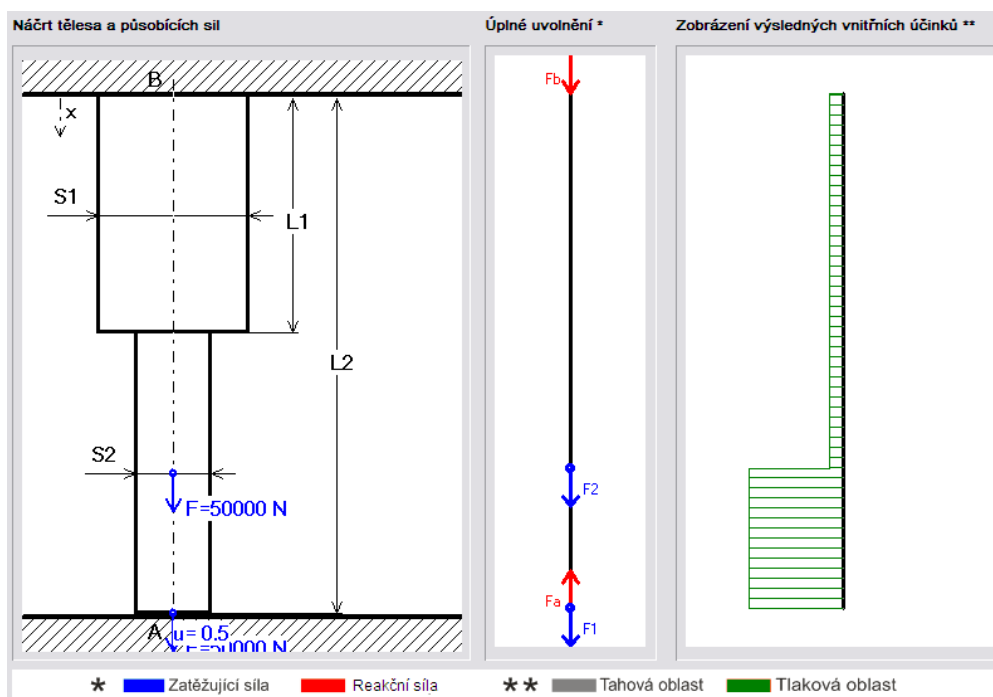 Náčrt tělesa a působících sil
Úplné uvolnění *
Zobrazení výsledných vnitřních účinků **
B
x
S1
L1
L2
S2
F=50000 N
A
u= 0.5
F=50000 N
Fb
F2
Fa
F1
* Zatěžující síla Reakční síla ** Tahová oblast Tlaková oblast